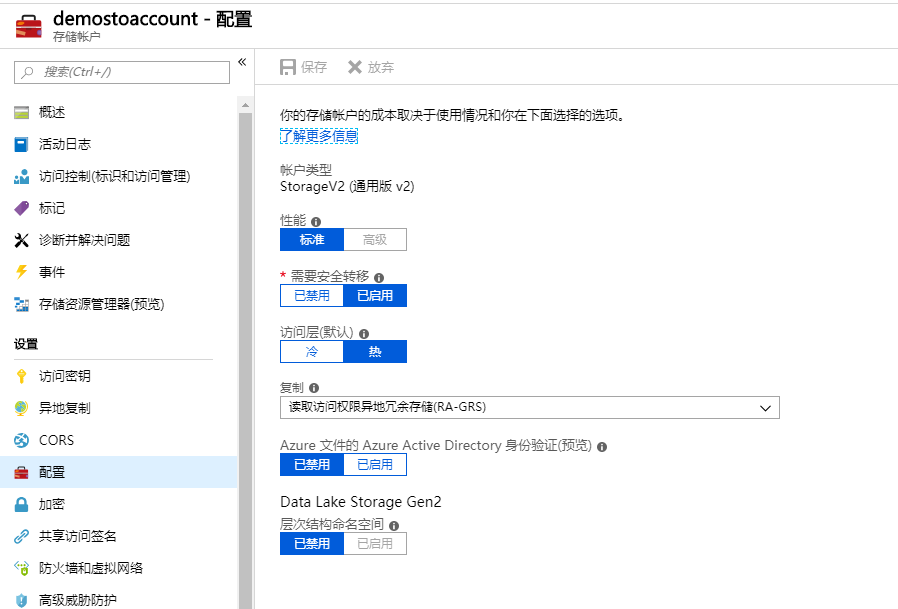 demostoaccount - 配置
存储帐户
搜索(Ctrl+/)
«
概述
活动日志
访问控制(标识和访问管理)
标记
诊断并解决问题
事件
存储资源管理器(预览)
设置
访问密钥
异地复制
CORS
配置
加密
共享访问签名
防火墙和虚拟网络
高级威胁防护
保存 放弃
你的存储帐户的成本取决于使用情况和你在下面选择的选项。
了解更多信息
帐户类型
StorageV2 (通用版 v2)
性能
标准 高级
* 需要安全转移
已禁用 已启用
访问层(默认)
冷 热
复制
读取访问权限异地冗余存储(RA-GRS)
Azure 文件的 Azure Active Directory 身份验证(预览)
已禁用 已启用
Data Lake Storage Gen2
层次结构命名空间
已禁用 已启用